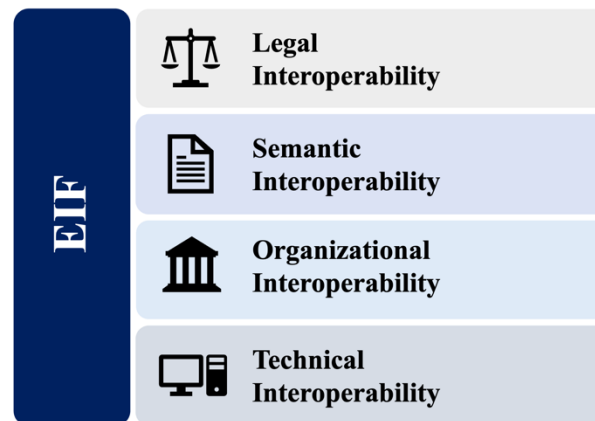 EIF
Legal
Interoperability
Semantic
Interoperability
Organizational
Interoperability
Technical
Interoperability